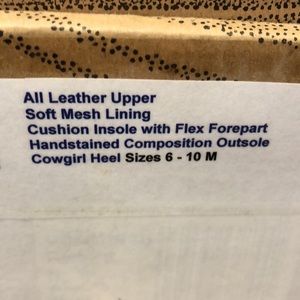 All Leather Upper
Soft Mesh Lining
Cushion Insole with Flex Forepart
Handstained Composition Outsole
Cowgirl Heel Sizes 6 - 10 M